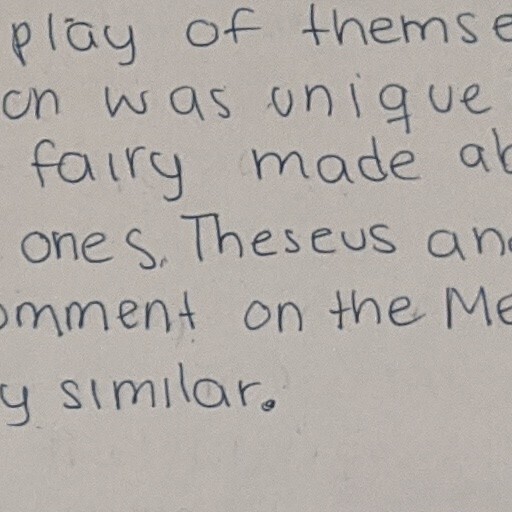 play of themse
on was unique
fairy made ab
ones. Theseus an
omment on the Me
y similar.